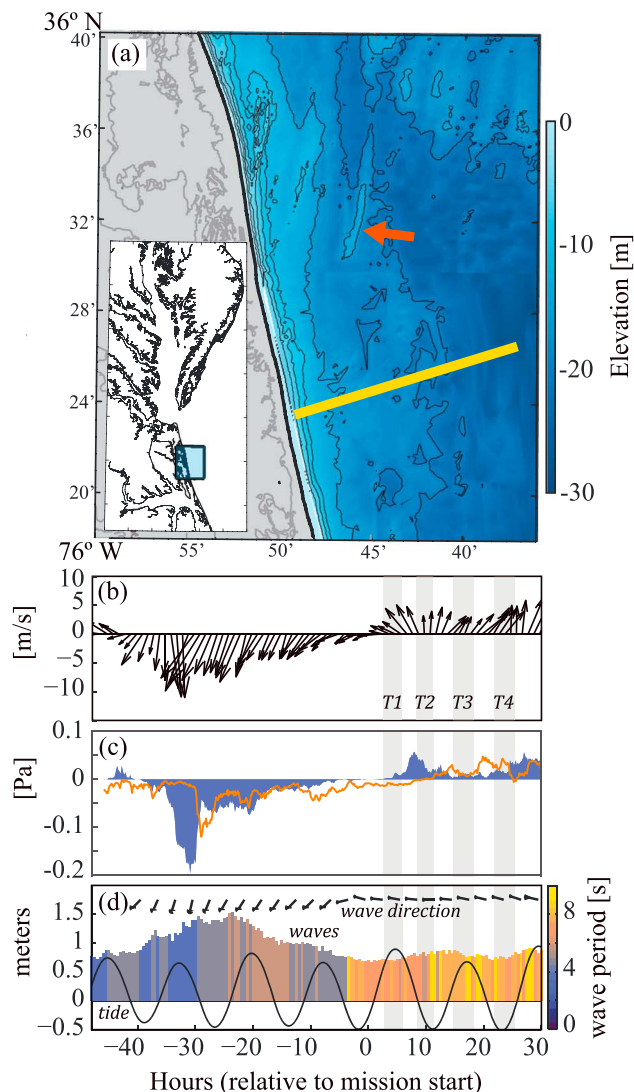 36º N
40'
(a)
36'
32'
28'
24'
20'
76º W
55'
50'
45'
40'
0
-10
-20
-30
Elevation [m]
(b)
10
5
0
−5
−10
[m/s]
T1 T2 T3 T4
(c)
0.1
0
-0.1
-0.2
[Pa]
(d)
1.5
1
0.5
0
−0.5
meters
wave direction
waves
tide
8
6
4
2
0
wave period [s]
−40 −30 −20 −10 0 10 20 30
Hours (relative to mission start)